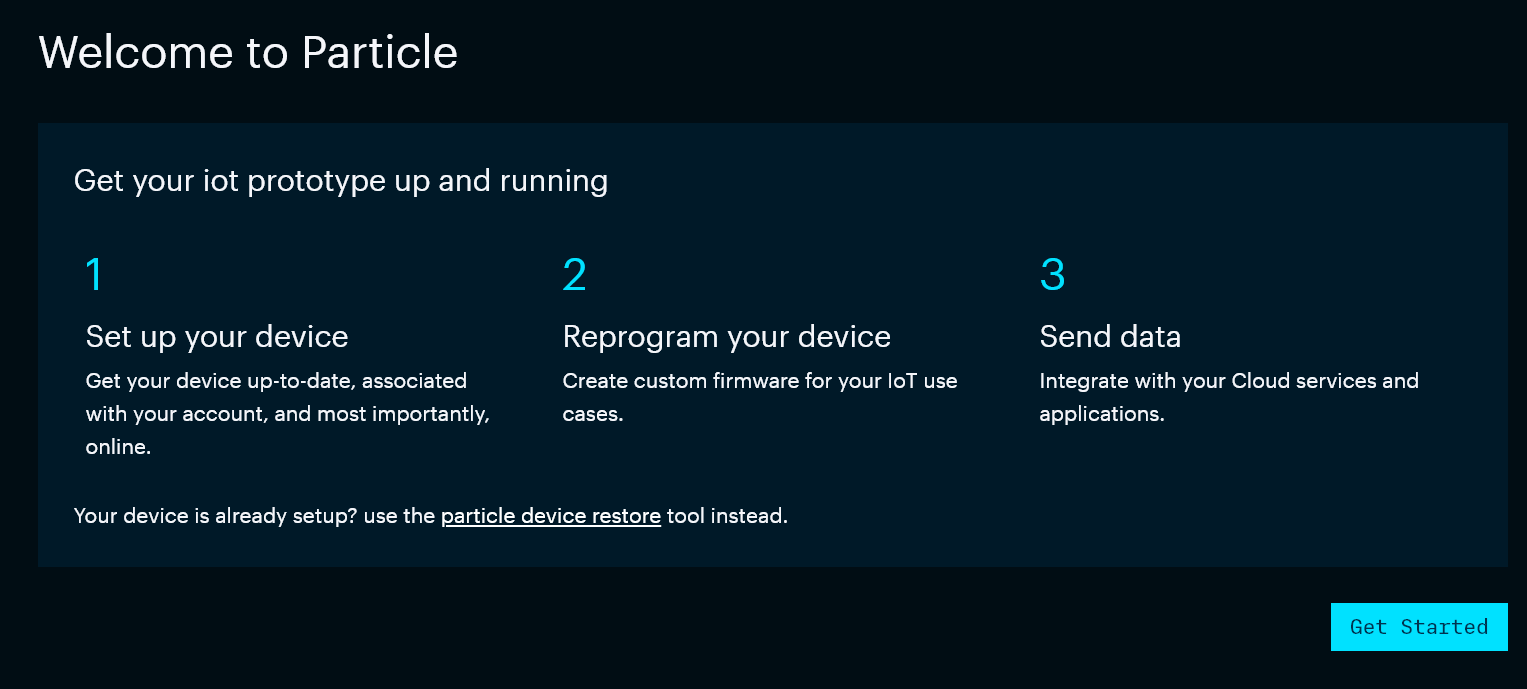 Welcome to Particle
Get your iot prototype up and running
1
Set up your device
Get your device up-to-date, associated
with your account, and most importantly,
online.
2
Reprogram your device
Create custom firmware for your IoT use
cases.
3
Send data
Integrate with your Cloud services and
applications.
Your device is already setup? use the particle device restore tool instead.
Get Started